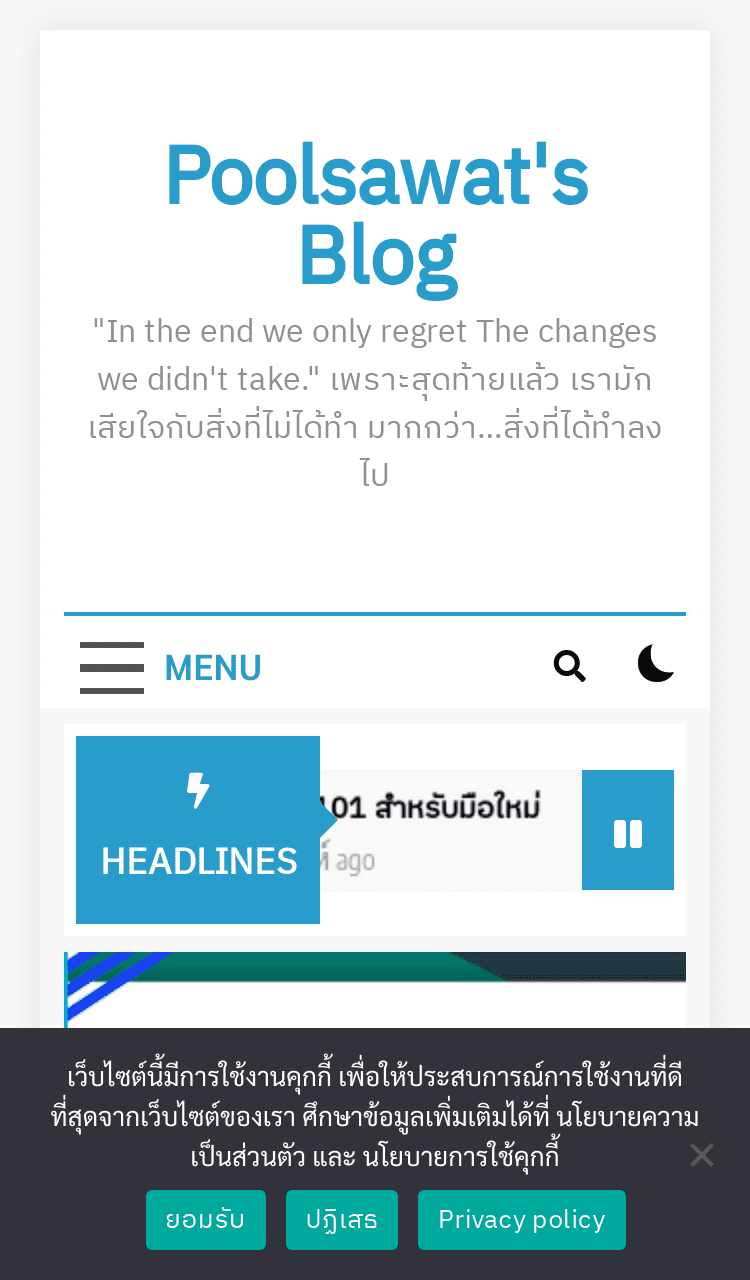 Poolsawat's
Blog
"In the end we only regret The changes
we didn't take." เพราะสุดท้ายแล้ว เรามัก
เสียใจกับสิ่งที่ไม่ได้ทำ มากกว่า...สิ่งที่ได้ทำลง
ไป
MENU
HEADLINES
101 สำหรับมือใหม่
ago
เว็บไซต์นี้มีการใช้งานคุกกี้ เพื่อให้ประสบการณ์การใช้งานที่ดี
ที่สุดจากเว็บไซต์ของเรา ศึกษาข้อมูลเพิ่มเติมได้ที่ นโยบายความ
เป็นส่วนตัว และ นโยบายการใช้คุกกี้
ยอมรับ
ปฏิเสธ
Privacy policy